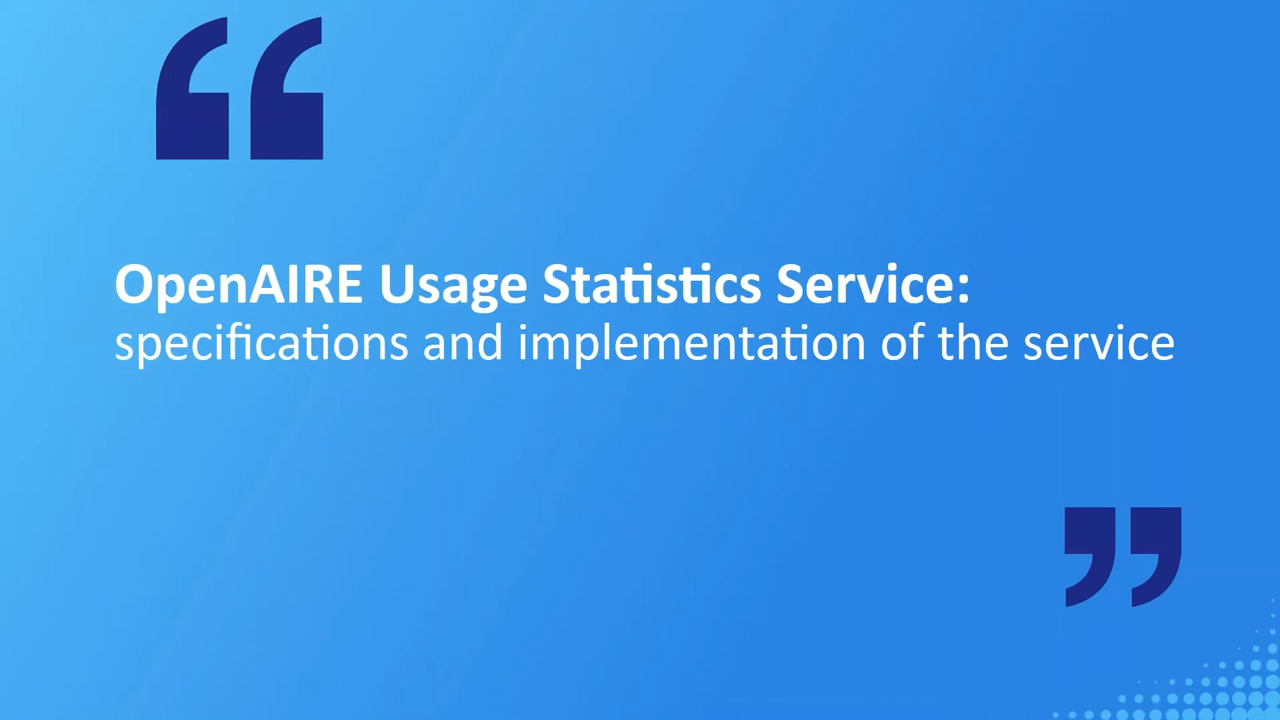 OpenAIRE Usage Statistics Service:
specifications and implementation of the service